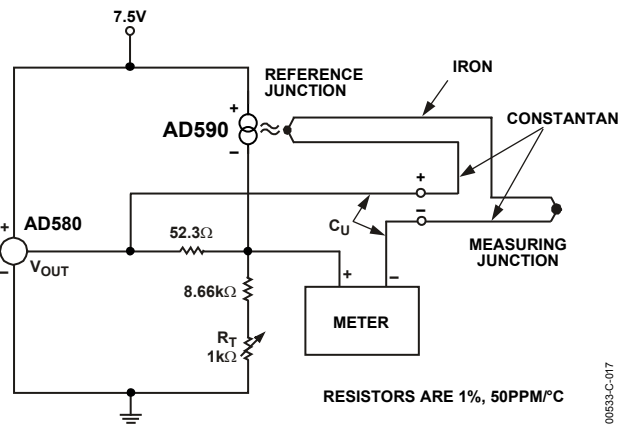 7.5V
REFERENCE
JUNCTION
IRON
CONSTANTAN
+
AD590
–
+
–
CU
MEASURING
JUNCTION
+
AD580
–
VOUT
52.3Ω
8.66kΩ
RT
1kΩ
+
–
METER
RESISTORS ARE 1%, 50PPM/°C
00533-C-017